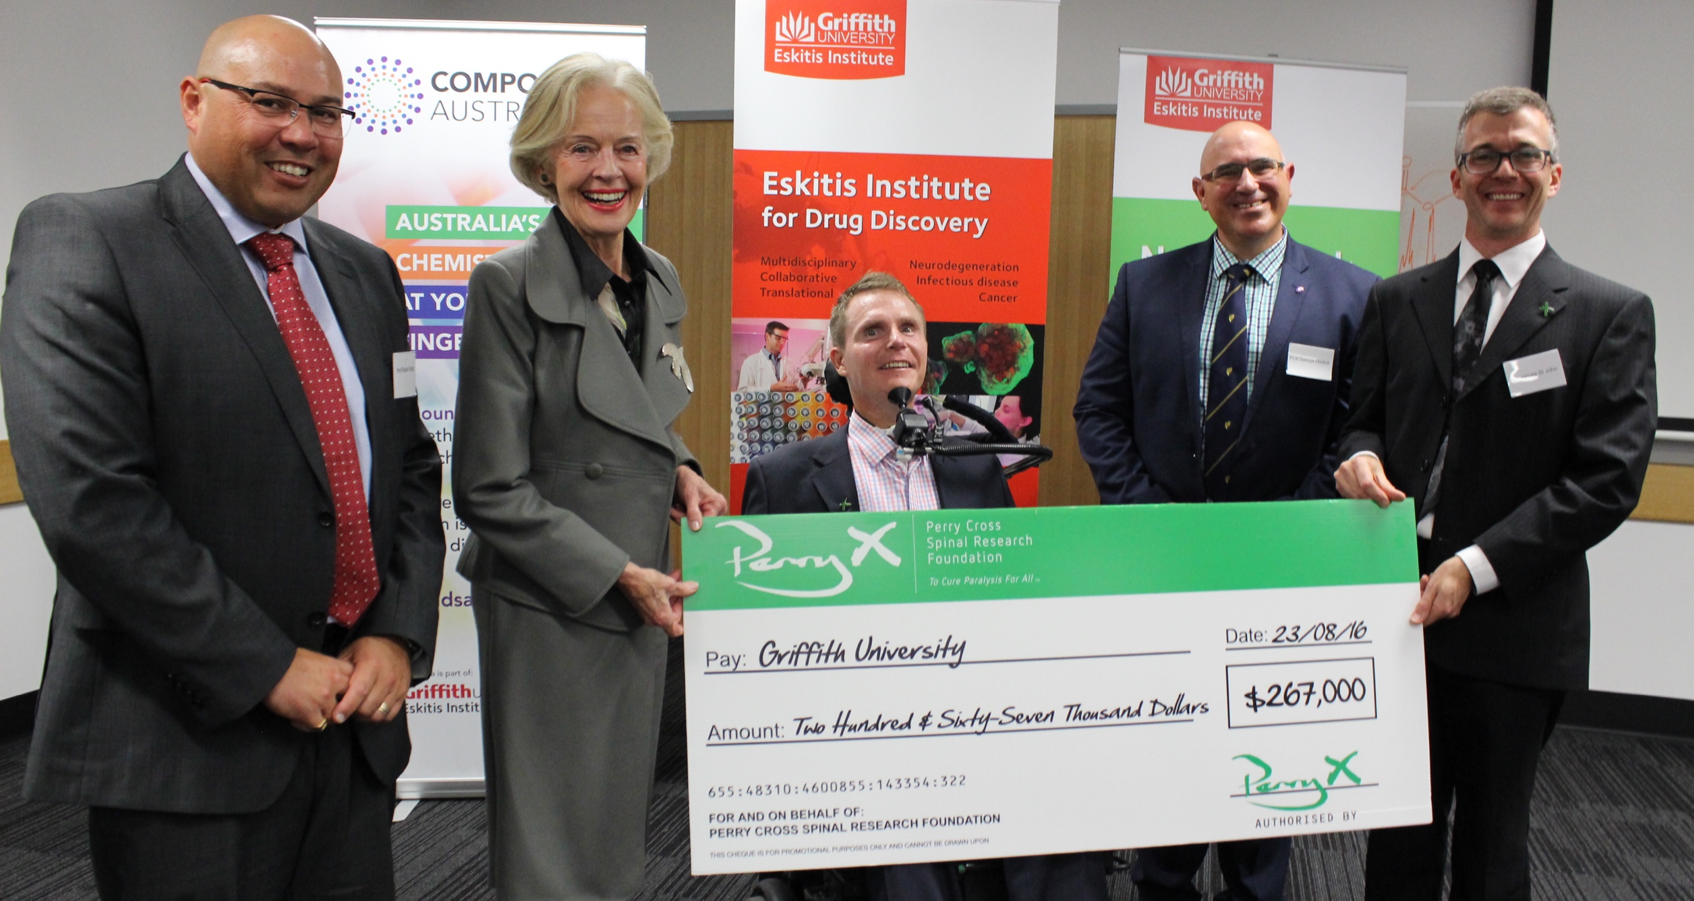 COMPO
AUSTR
AUSTRALIA'S
CHEMIS
AT YO
INGE
Griffith
Eskitis Instit
Griffith
UNIVERSITY
Eskitis Institute
Eskitis Institute
for Drug Discovery
Multidisciplinary
Collaborative
Translational
Neurodegeneration
Infectious disease
Cancer
Griffith
UNIVERSITY
Eskitis Institute
Perry X
Perry Cross
Spinal Research
Foundation
To Cure Paralysis For All
Pay: Griffith University
Date: 23/08/16
$267,000
Amount: Two Hundred & Sixty-Seven Thousand Dollars
655:48310:4600855:143354:322
FOR AND ON BEHALF OF:
PERRY CROSS SPINAL RESEARCH FOUNDATION
THIS CHEQUE IS FOR PROMOTIONAL PURPOSES ONLY AND CANNOT BE DRAWN UPON
Perry X
AUTHORISED BY